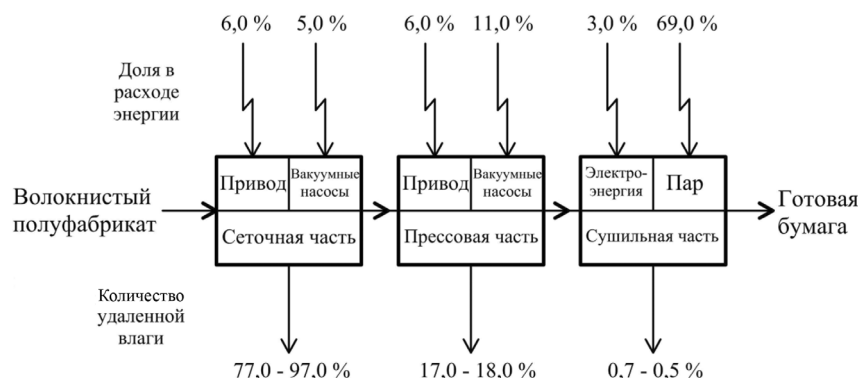 6,0 % 5,0 % 6,0 % 11,0 % 3,0 % 69,0 %
Доля в
расходе
энергии
Волокнистый
полуфабрикат
Привод
Вакуумные
насосы
Сеточная часть
Привод
Вакуумные
насосы
Прессовая часть
Электро-
энергия
Пар
Сушильная часть
Готовая
бумага
Количество
удаленной
влаги
77,0 - 97,0 % 17,0 - 18,0 % 0,7 - 0,5 %